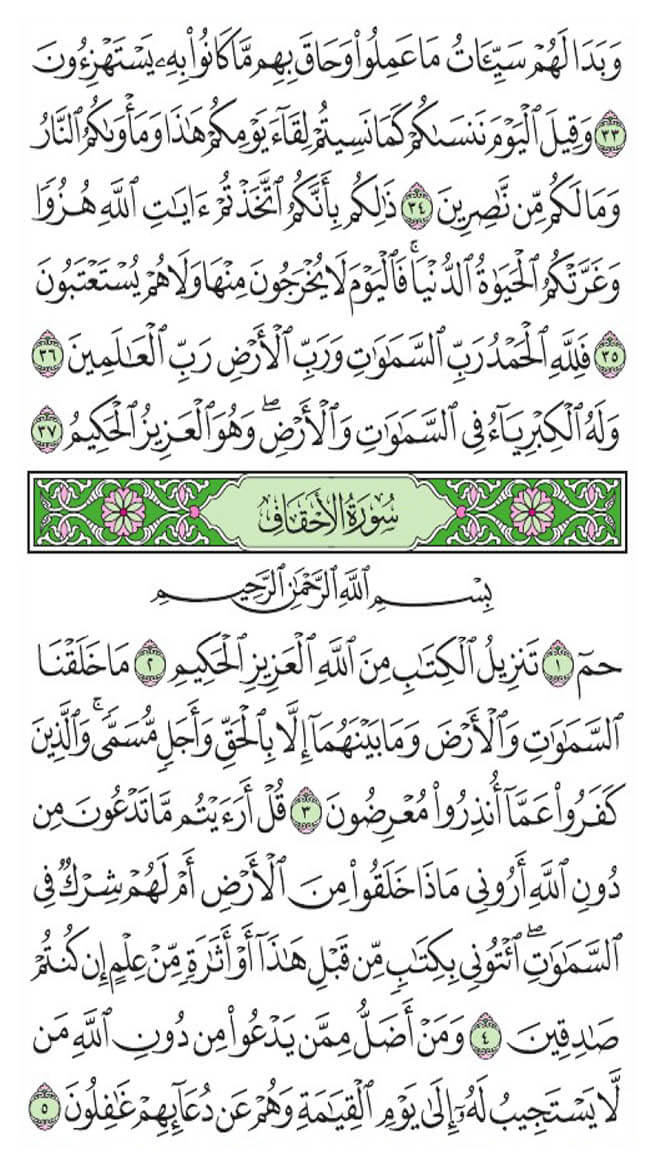 وَبَدَا لَهُمْ سَيِّـَٔاتُ مَا عَمِلُوا۟ وَحَاقَ بِهِم مَّا كَانُوا۟ بِهِۦ يَسْتَهْزِءُونَ
٣٣ وَقِيلَ ٱلْيَوْمَ نَنسَىٰكُمْ كَمَا نَسِيتُمْ لِقَآءَ يَوْمِكُمْ هَٰذَا وَمَأْوَىٰكُمُ ٱلنَّارُ
وَمَا لَكُم مِّن نَّٰصِرِينَ ٣٤ ذَٰلِكُم بِأَنَّكُمُ ٱتَّخَذْتُمْ ءَايَٰتِ ٱللَّهِ هُزُوًا
وَغَرَّتْكُمُ ٱلْحَيَوٰةُ ٱلدُّنْيَا ۚ فَٱلْيَوْمَ لَا يُخْرَجُونَ مِنْهَا وَلَا هُمْ يُسْتَعْتَبُونَ
٣٥ فَلِلَّهِ ٱلْحَمْدُ رَبِّ ٱلسَّمَٰوَٰتِ وَرَبِّ ٱلْأَرْضِ رَبِّ ٱلْعَٰلَمِينَ ٣٦
وَلَهُ ٱلْكِبْرِيَآءُ فِى ٱلسَّمَٰوَٰتِ وَٱلْأَرْضِ ۖ وَهُوَ ٱلْعَزِيزُ ٱلْحَكِيمُ ٣٧
سُورَةُ الأَحْقَافِ
بِسْمِ ٱللَّهِ ٱلرَّحْمَٰنِ ٱلرَّحِيمِ
حمٓ ١ تَنزِيلُ ٱلْكِتَٰبِ مِنَ ٱللَّهِ ٱلْعَزِيزِ ٱلْحَكِيمِ ٢ مَا خَلَقْنَا
ٱلسَّمَٰوَٰتِ وَٱلْأَرْضَ وَمَا بَيْنَهُمَآ إِلَّا بِٱلْحَقِّ وَأَجَلٍ مُّسَمًّى ۚ وَٱلَّذِينَ
كَفَرُوا۟ عَمَّآ أُنذِرُوا۟ مُعْرِضُونَ ٣ قُلْ أَرَءَيْتُم مَّا تَدْعُونَ مِن
دُونِ ٱللَّهِ أَرُونِى مَاذَا خَلَقُوا۟ مِنَ ٱلْأَرْضِ أَمْ لَهُمْ شِرْكٌ فِى
ٱلسَّمَٰوَٰتِ ۖ ٱئْتُونِى بِكِتَٰبٍ مِّن قَبْلِ هَٰذَآ أَوْ أَثَٰرَةٍ مِّنْ عِلْمٍ إِن كُنتُمْ
صَٰدِقِينَ ٤ وَمَنْ أَضَلُّ مِمَّن يَدْعُوا۟ مِن دُونِ ٱللَّهِ مَن
لَّا يَسْتَجِيبُ لَهُۥٓ إِلَىٰ يَوْمِ ٱلْقِيَٰمَةِ وَهُمْ عَن دُعَآئِهِمْ غَٰفِلُونَ ٥